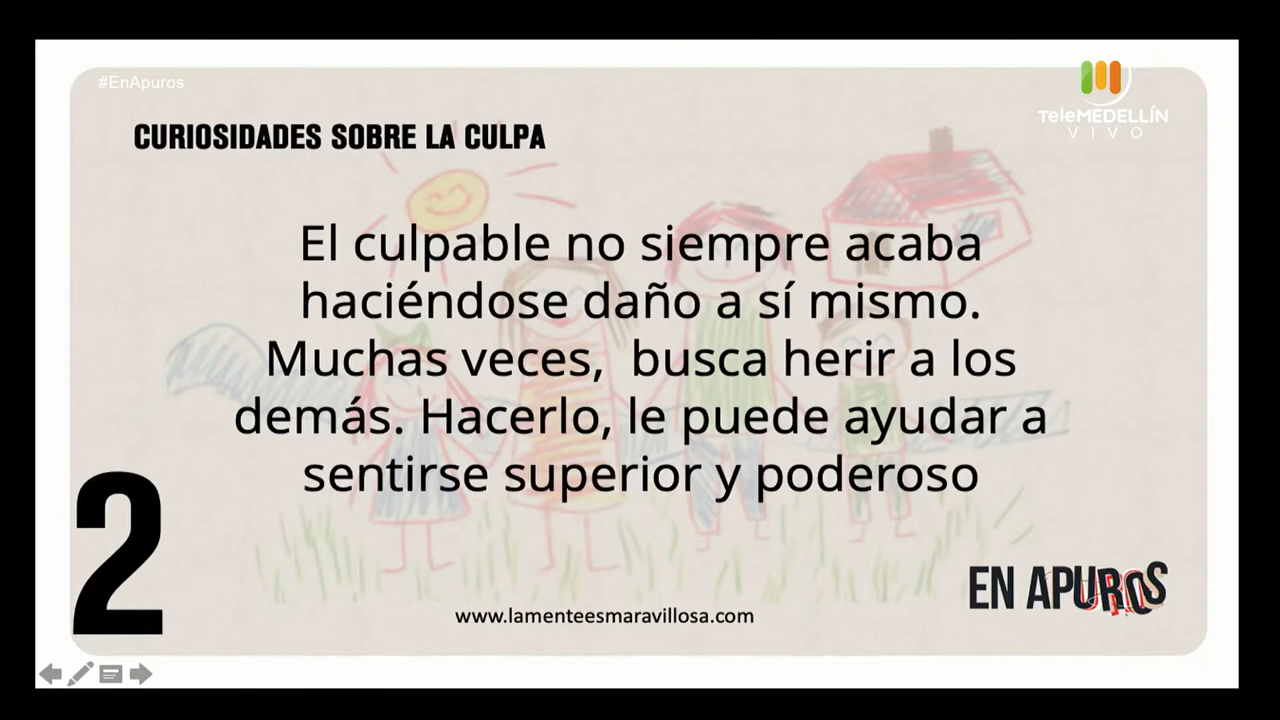 #EnApuros
TeleMEDELLÍN
VIVO
CURIOSIDADES SOBRE LA CULPA
El culpable no siempre acaba
haciéndose daño a sí mismo.
Muchas veces,  busca herir a los
demás. Hacerlo, le puede ayudar a
sentirse superior y poderoso
2
EN APUROS
www.lamenteesmaravillosa.com